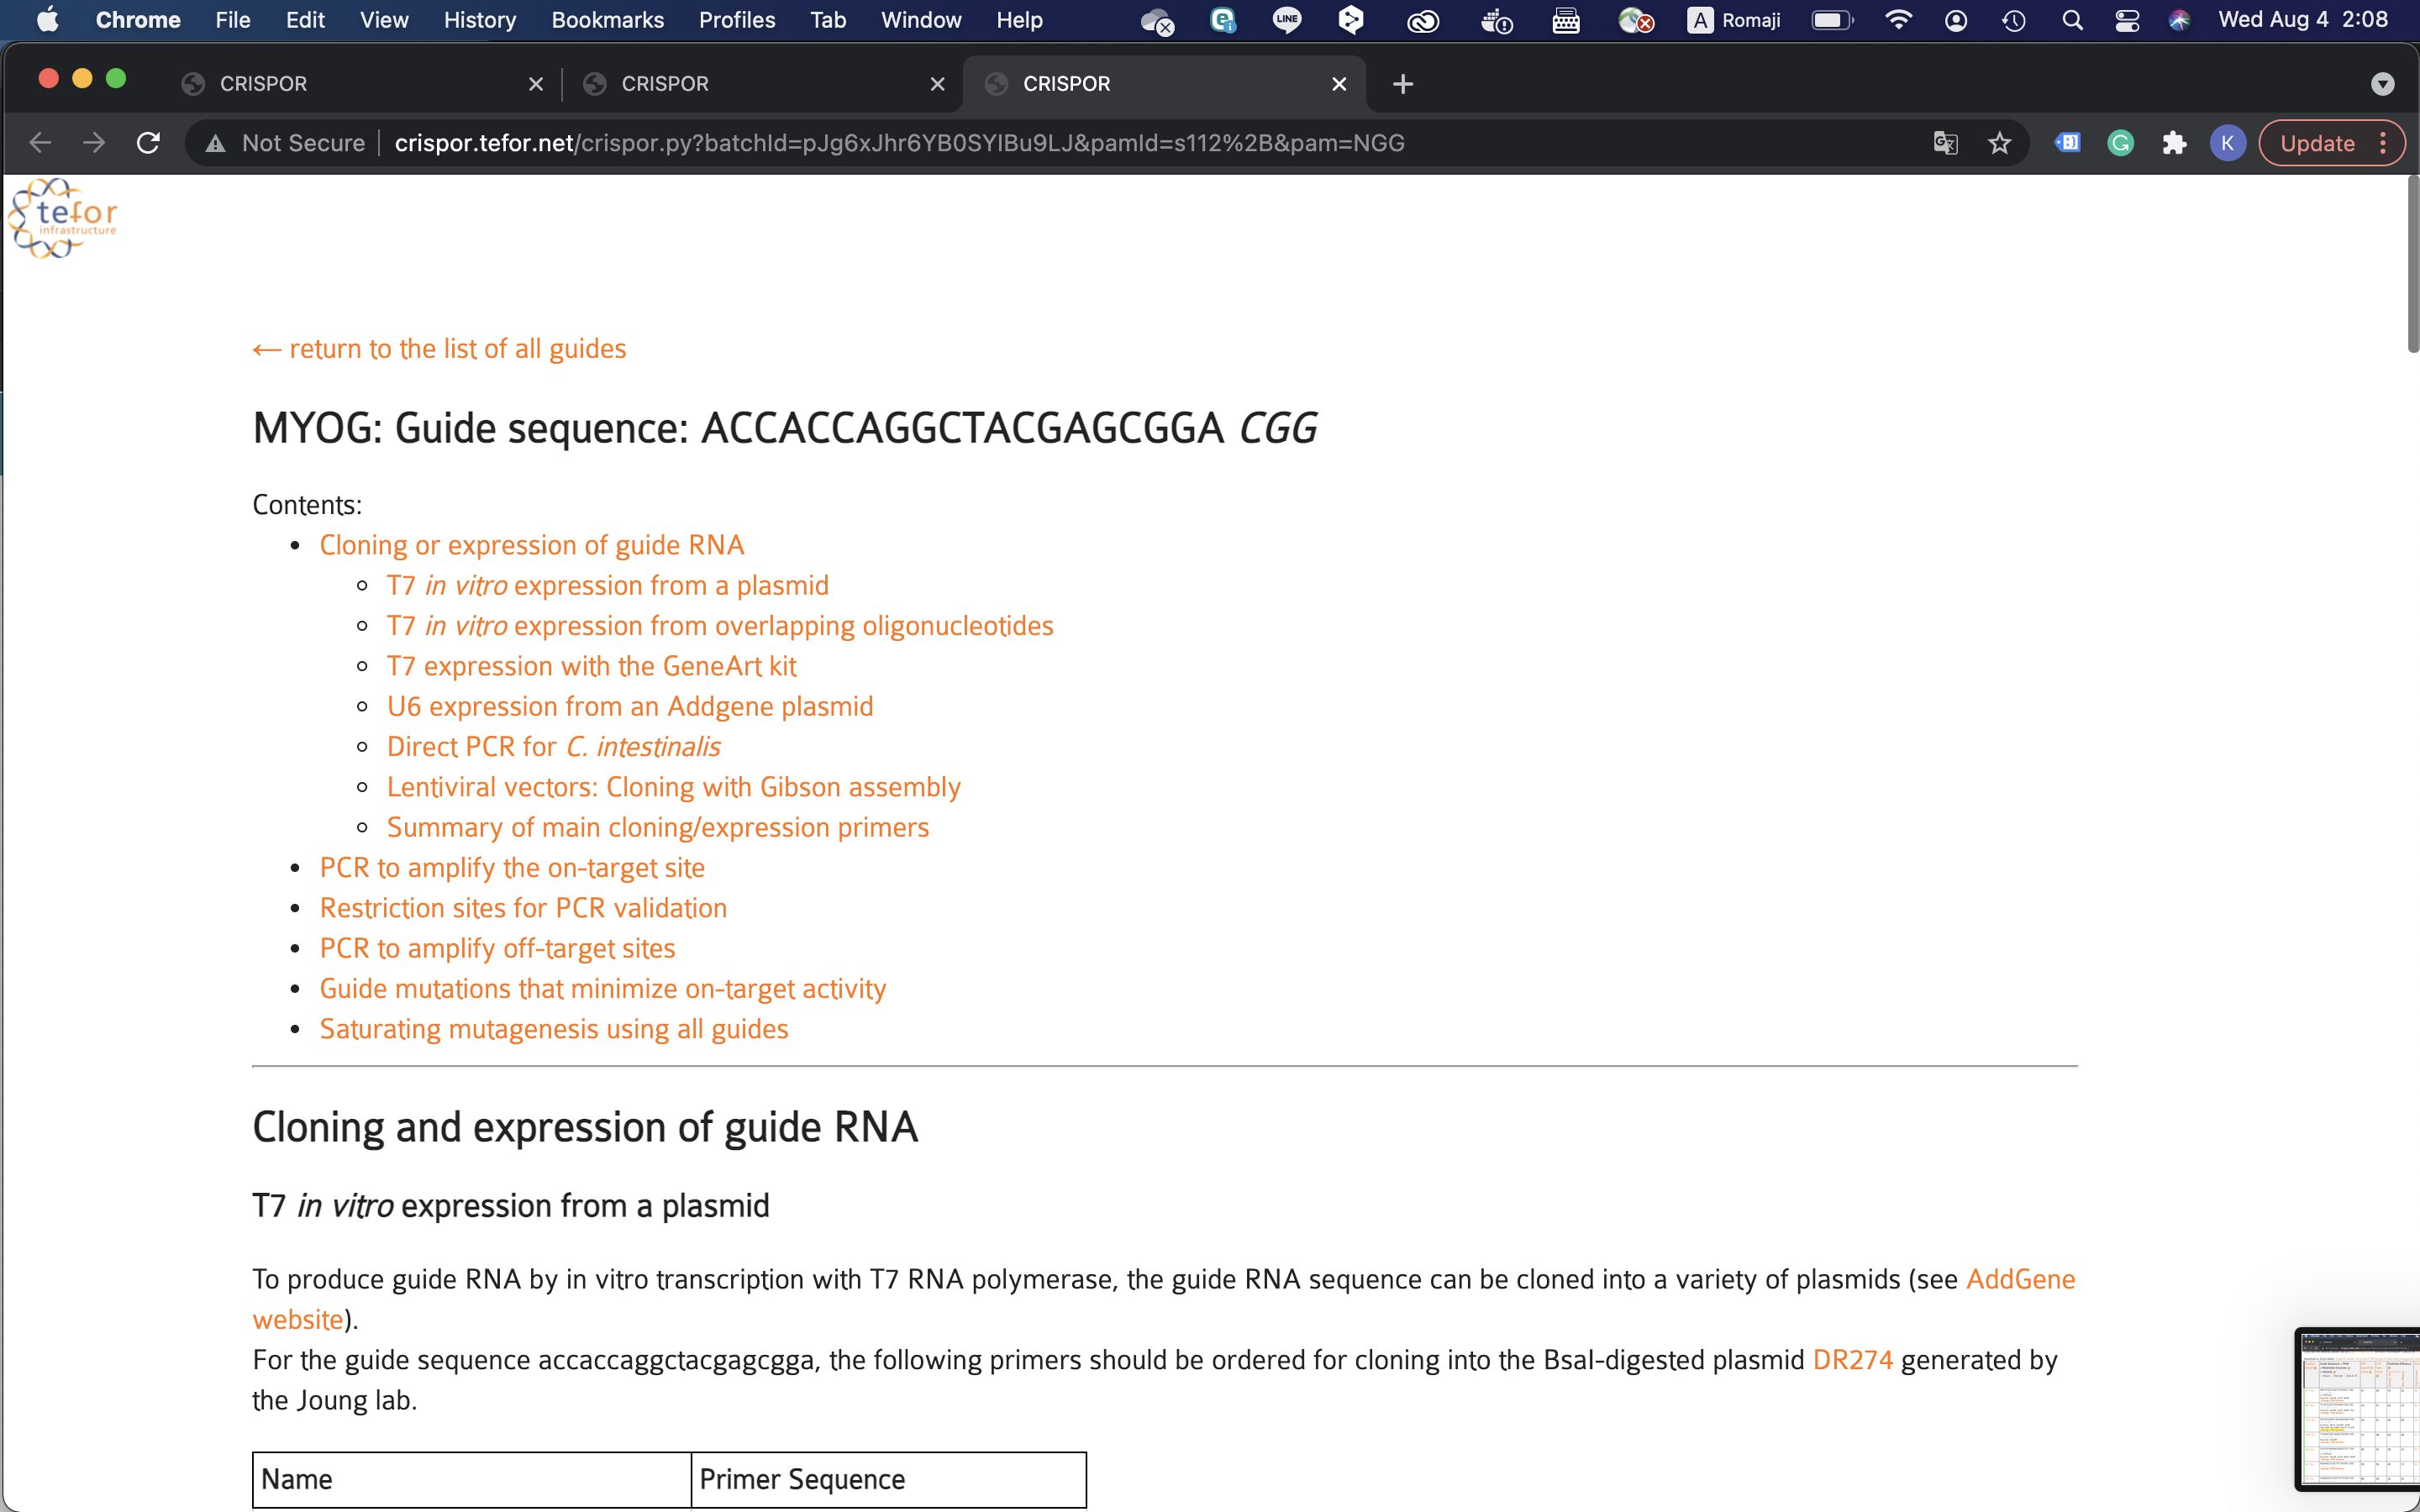 Chrome File Edit View History Bookmarks Profiles Tab Window Help LINE A Romaji Wed Aug 4 2:08
CRISPOR CRISPOR CRISPOR
Not Secure crispor.tefor.net/crispor.py?batchId=pJg6xJhr6YB0SYIBu9LJ&pamId=s112%2B&pam=NGG K Update
tefor
infrastructure
← return to the list of all guides
MYOG: Guide sequence: ACCACCAGGCTACGAGCGGA CGG
Contents:
• Cloning or expression of guide RNA
◦ T7 in vitro expression from a plasmid
◦ T7 in vitro expression from overlapping oligonucleotides
◦ T7 expression with the GeneArt kit
◦ U6 expression from an Addgene plasmid
◦ Direct PCR for C. intestinalis
◦ Lentiviral vectors: Cloning with Gibson assembly
◦ Summary of main cloning/expression primers
• PCR to amplify the on-target site
• Restriction sites for PCR validation
• PCR to amplify off-target sites
• Guide mutations that minimize on-target activity
• Saturating mutagenesis using all guides
Cloning and expression of guide RNA
T7 in vitro expression from a plasmid
To produce guide RNA by in vitro transcription with T7 RNA polymerase, the guide RNA sequence can be cloned into a variety of plasmids (see AddGene
website).
For the guide sequence accaccaggctacgagcgga, the following primers should be ordered for cloning into the BsaI-digested plasmid DR274 generated by
the Joung lab.
Name Primer Sequence